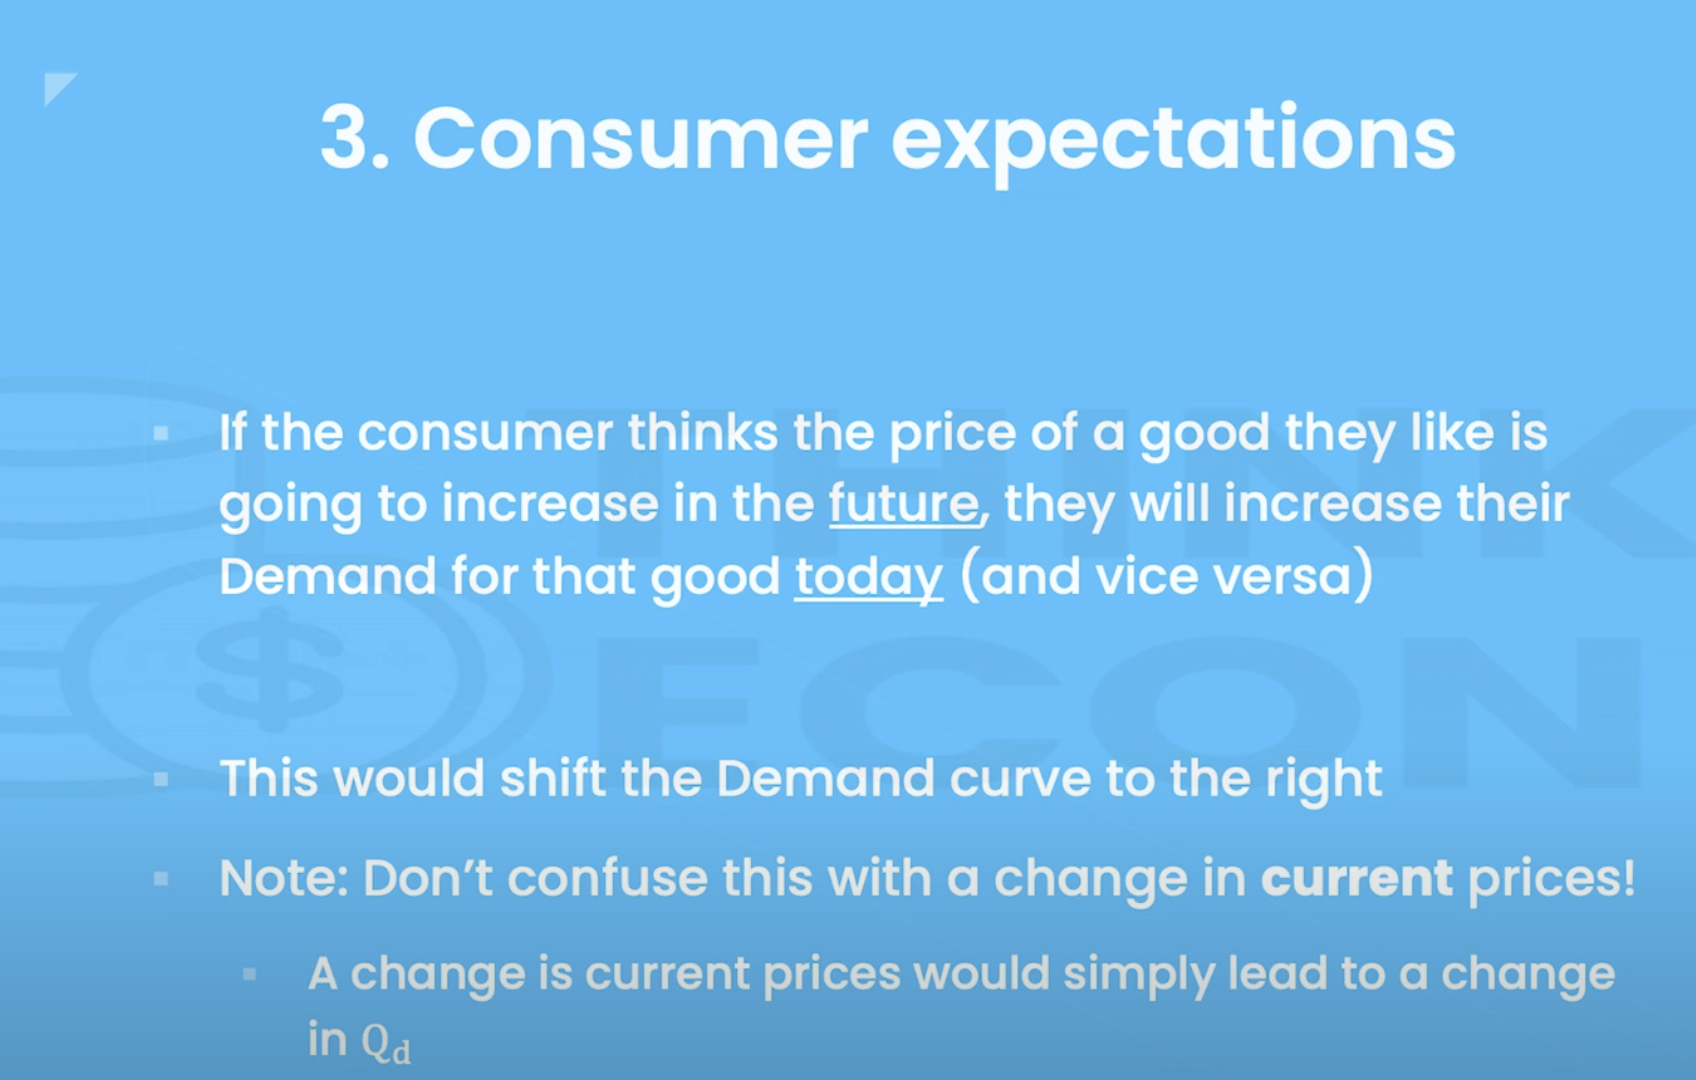 3. Consumer expectations
If the consumer thinks the price of a good they like is
going to increase in the future, they will increase their
Demand for that good today (and vice versa)
This would shift the Demand curve to the right
Note: Don’t confuse this with a change in current prices!
A change is current prices would simply lead to a change
in Qd
THINK
ECON
$